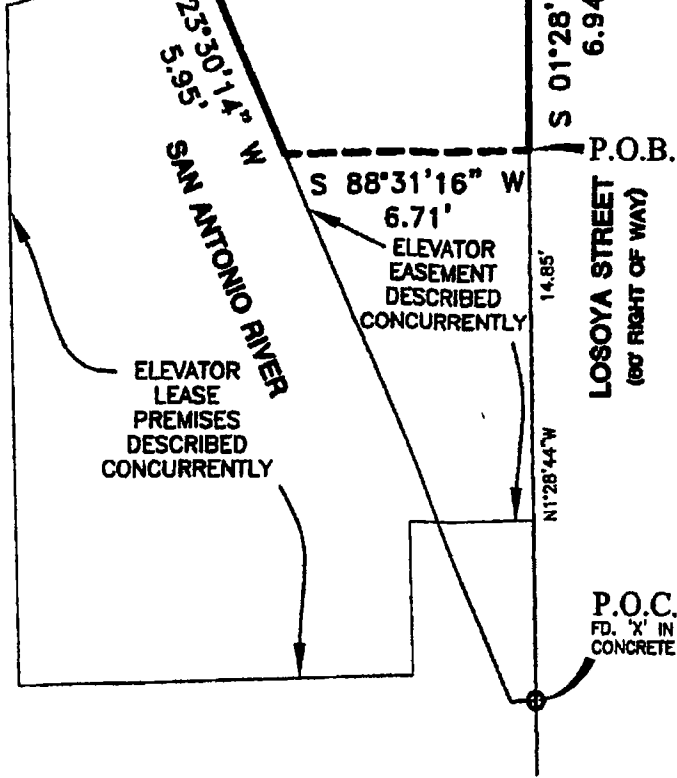 23°30'14" W
5.95'
S 01°28'
6.94
P.O.B.
S 88°31'16" W
6.71'
SAN ANTONIO RIVER
ELEVATOR
EASEMENT
DESCRIBED
CONCURRENTLY
14.85'
LOSOYA STREET
(60' RIGHT OF WAY)
ELEVATOR
LEASE
PREMISES
DESCRIBED
CONCURRENTLY
N1°28'44"W
P.O.C.
FD. 'X' IN
CONCRETE